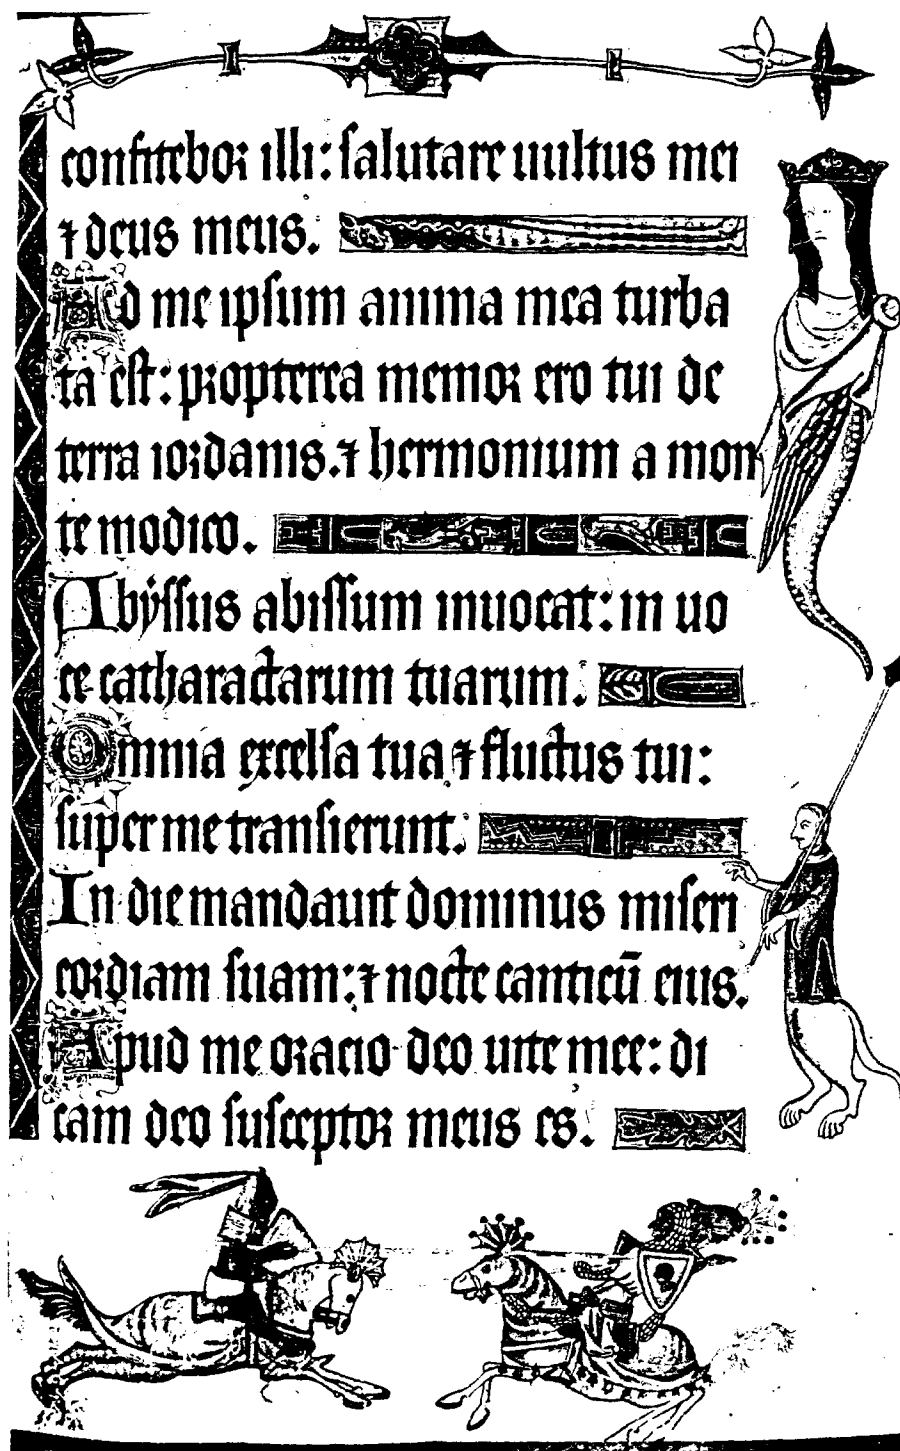 confitebor illi: salutare uultus mei
⁊ deus meus.
Ad me ipsum anima mea turba
ta est: propterea memor ero tui de
terra iordanis. ⁊ hermonium a mon
te modico.
Abyssus abissum inuocat: in uo
ce catharactarum tuarum.
Omnia excelsa tua ⁊ fluctus tui:
super me transierunt.
In die mandauit dominus miseri
cordiam suam: ⁊ nocte canticū eius.
Apud me oracio deo uite mee: di
cam deo susceptor meus es.